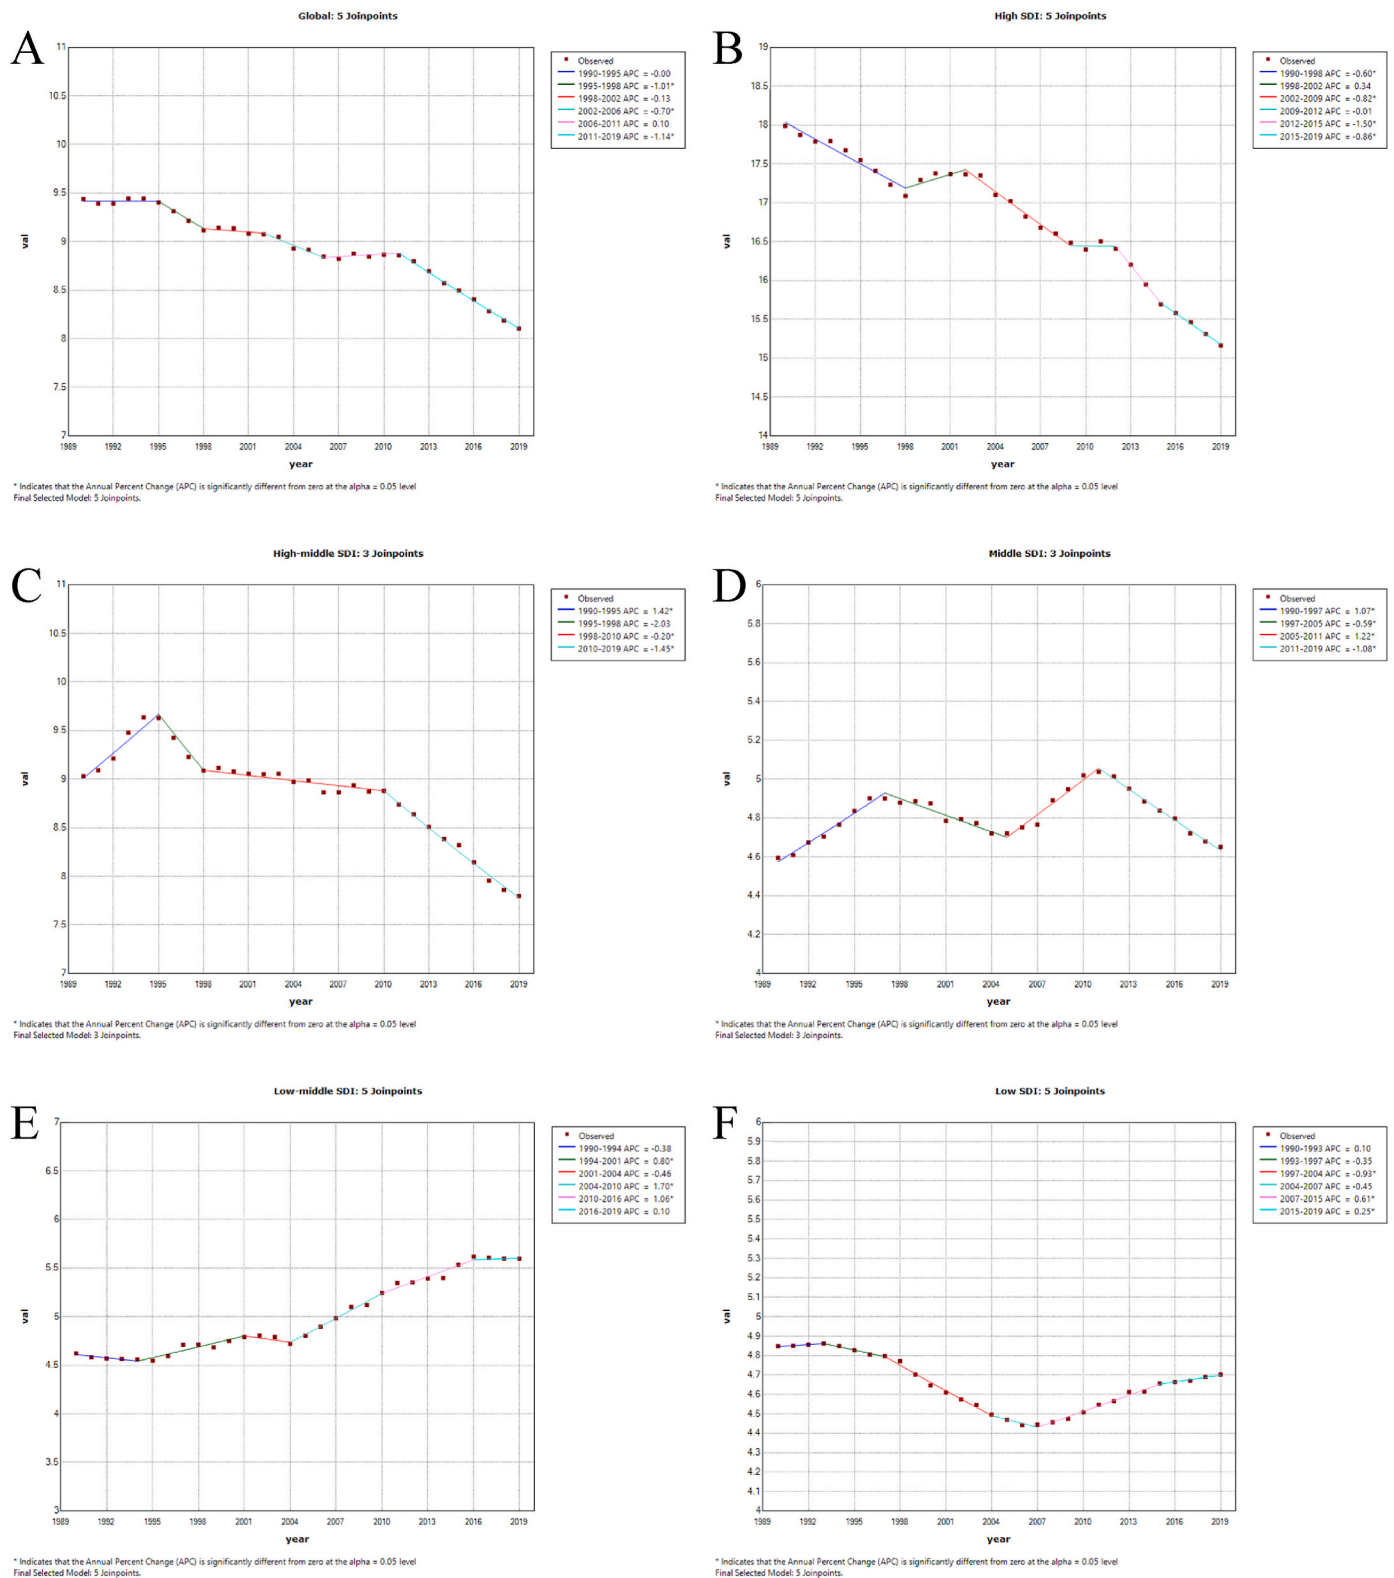 Global: 5 Joinpoints
A
11
10.5
10
9.5
9
8.5
8
7.5
7
val
1989 1992 1995 1998 2001 2004 2007 2010 2013 2016 2019
year
Observed
1990-1995 APC = -0.00
1995-1998 APC = -1.01*
1998-2002 APC = -0.13
2002-2006 APC = -0.70*
2006-2011 APC = 0.10
2011-2019 APC = -1.14*
* Indicates that the Annual Percent Change (APC) is significantly different from zero at the alpha = 0.05 level
Final Selected Model: 5 Joinpoints.
High SDI: 5 Joinpoints
B
19
18.5
18
17.5
17
16.5
16
15.5
15
14.5
14
val
1989 1992 1995 1998 2001 2004 2007 2010 2013 2016 2019
year
Observed
1990-1998 APC = -0.60*
1998-2002 APC = 0.34
2002-2009 APC = -0.82*
2009-2012 APC = -0.01
2012-2015 APC = -1.50*
2015-2019 APC = -0.86*
* Indicates that the Annual Percent Change (APC) is significantly different from zero at the alpha = 0.05 level
Final Selected Model: 5 Joinpoints.
High-middle SDI: 3 Joinpoints
C
11
10.5
10
9.5
9
8.5
8
7.5
7
val
1989 1992 1995 1998 2001 2004 2007 2010 2013 2016 2019
year
Observed
1990-1995 APC = 1.42*
1995-1998 APC = -2.03
1998-2010 APC = -0.20*
2010-2019 APC = -1.45*
* Indicates that the Annual Percent Change (APC) is significantly different from zero at the alpha = 0.05 level
Final Selected Model: 3 Joinpoints.
Middle SDI: 3 Joinpoints
D
6
5.8
5.6
5.4
5.2
5
4.8
4.6
4.4
4.2
4
val
1989 1992 1995 1998 2001 2004 2007 2010 2013 2016 2019
year
Observed
1990-1997 APC = 1.07*
1997-2005 APC = -0.59*
2005-2011 APC = 1.22*
2011-2019 APC = -1.08*
* Indicates that the Annual Percent Change (APC) is significantly different from zero at the alpha = 0.05 level
Final Selected Model: 3 Joinpoints.
Low-middle SDI: 5 Joinpoints
E
7
6.5
6
5.5
5
4.5
4
3.5
3
val
1989 1992 1995 1998 2001 2004 2007 2010 2013 2016 2019
year
Observed
1990-1994 APC = -0.38
1994-2001 APC = 0.80*
2001-2004 APC = -0.46
2004-2010 APC = 1.70*
2010-2016 APC = 1.06*
2016-2019 APC = 0.10
* Indicates that the Annual Percent Change (APC) is significantly different from zero at the alpha = 0.05 level
Final Selected Model: 5 Joinpoints.
Low SDI: 5 Joinpoints
F
6
5.9
5.8
5.7
5.6
5.5
5.4
5.3
5.2
5.1
5
4.9
4.8
4.7
4.6
4.5
4.4
4.3
4.2
4.1
4
val
1989 1992 1995 1998 2001 2004 2007 2010 2013 2016 2019
year
Observed
1990-1993 APC = 0.10
1993-1997 APC = -0.35
1997-2004 APC = -0.93*
2004-2007 APC = -0.45
2007-2015 APC = 0.61*
2015-2019 APC = 0.25*
* Indicates that the Annual Percent Change (APC) is significantly different from zero at the alpha = 0.05 level
Final Selected Model: 5 Joinpoints.